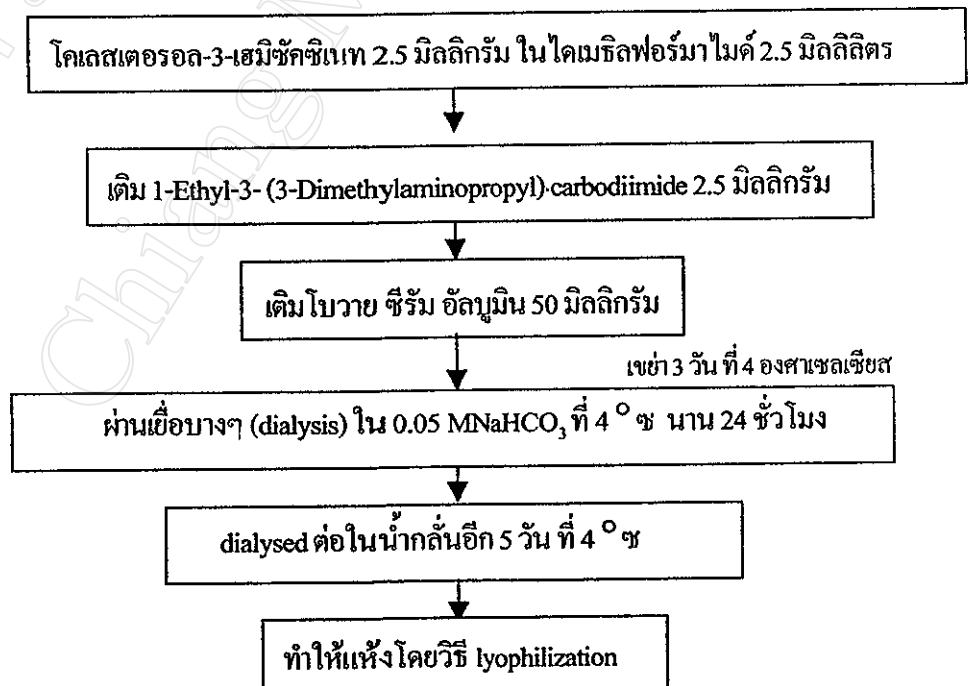 โคเลสเตอรอล-3-เฮมิซัคซิเนท 2.5 มิลลิกรัม ในไดเมธิลฟอร์มาไมด์ 2.5 มิลลิลิตร
เติม 1-Ethyl-3- (3-Dimethylaminopropyl)-carbodiimide 2.5 มิลลิกรัม
เติมโบวาย ซีรัม อัลบูมิน 50 มิลลิกรัม
เขย่า 3 วัน ที่ 4 องศาเซลเซียส
ผ่านเยื่อบางๆ (dialysis) ใน 0.05 MNaHCO₃ ที่ 4 °ซ นาน 24 ชั่วโมง
dialysed ต่อในน้ำกลั่นอีก 5 วัน ที่ 4 °ซ
ทำให้แห้งโดยวิธี lyophilization
Chiang M